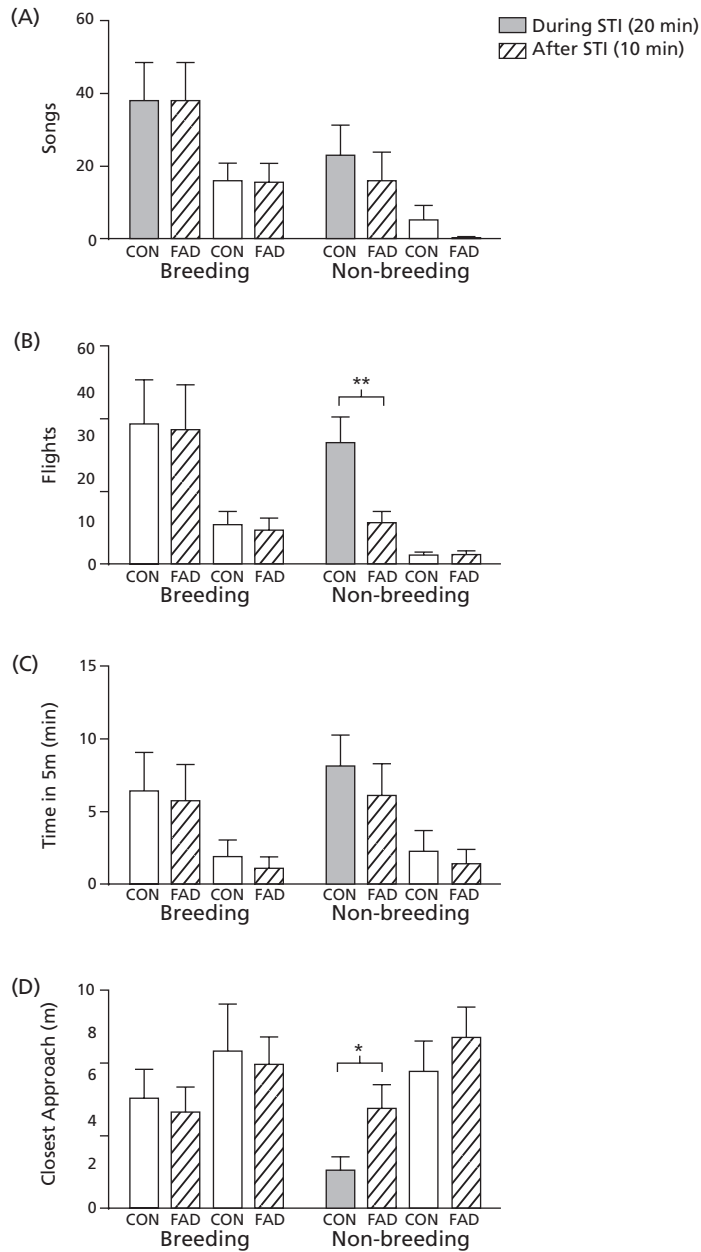 (A)
During STI (20 min)
After STI (10 min)
60
40
20
0
Songs
CON FAD CON FAD CON FAD CON FAD
Breeding Non-breeding
(B)
60
40
30
20
10
0
Flights
**
CON FAD CON FAD CON FAD CON FAD
Breeding Non-breeding
(C)
15
10
5
0
Time in 5m (min)
CON FAD CON FAD CON FAD CON FAD
Breeding Non-breeding
(D)
10
8
6
4
2
0
Closest Approach (m)
*
CON FAD CON FAD CON FAD CON FAD
Breeding Non-breeding